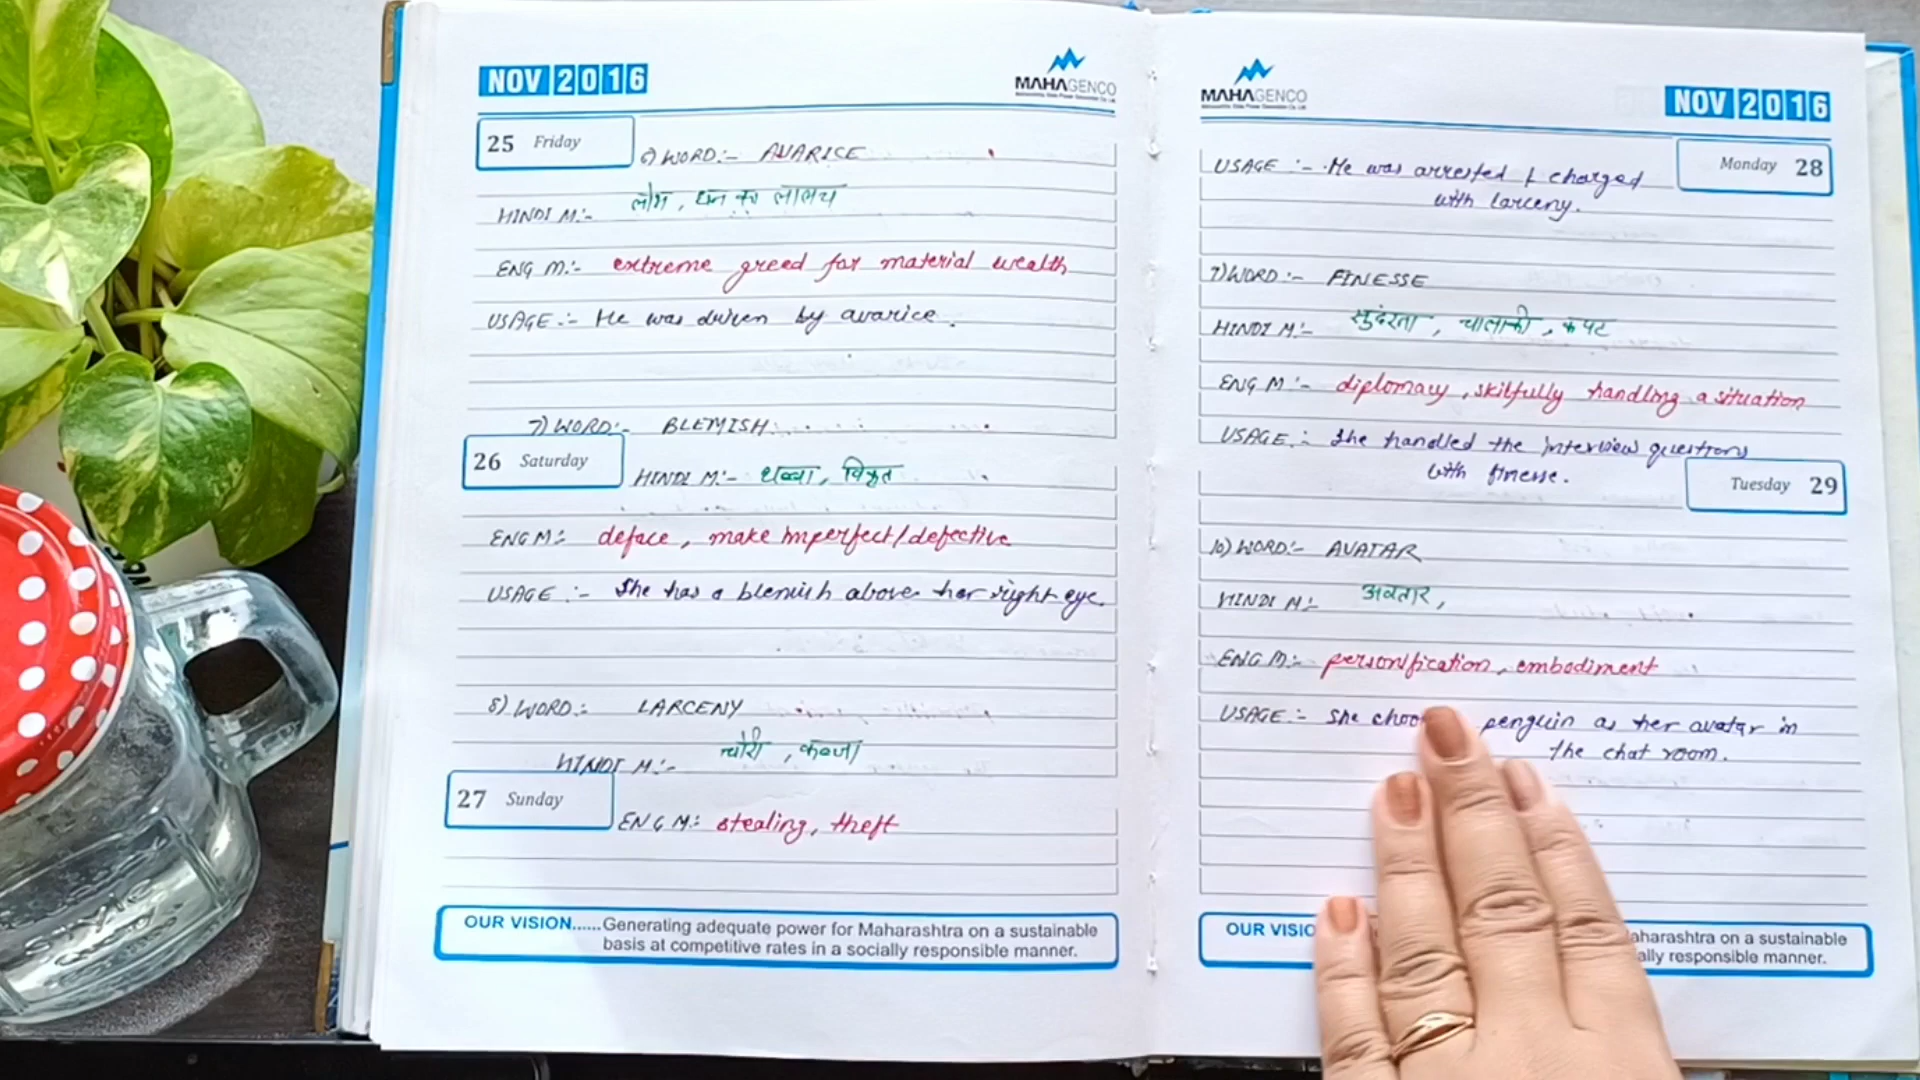 NOV 2016
MAHAGENCO
25 Friday
6) WORD:- AVARICE
HINDI M:- लोभ, धन का लालच
ENG M:- extreme greed for material wealth
USAGE:- He was driven by avarice.
7) WORD:- BLEMISH
26 Saturday
HINDI M:- धब्बा, विकृत
ENG M:- deface, make imperfect/defective
USAGE:- She has a blemish above her right eye.
8) WORD:- LARCENY
HINDI M:- चोरी, कब्जा
27 Sunday
ENG M:- stealing, theft
OUR VISION......Generating adequate power for Maharashtra on a sustainable
basis at competitive rates in a socially responsible manner.
MAHAGENCO
NOV 2016
Monday 28
USAGE:- He was arrested & charged
with larceny.
7) WORD:- FINESSE
HINDI M:- सुंदरता, चालाकी, कपट
ENG M:- diplomacy, skilfully handling a situation
USAGE:- She handled the interview questions
with finesse.
Tuesday 29
10) WORD:- AVATAR
HINDI M:- अवतार,
ENG M:- personification, embodiment
USAGE:- She penguin as her avatar in
the chat room.
OUR
aharashtra on a sustainable
ally responsible manner.